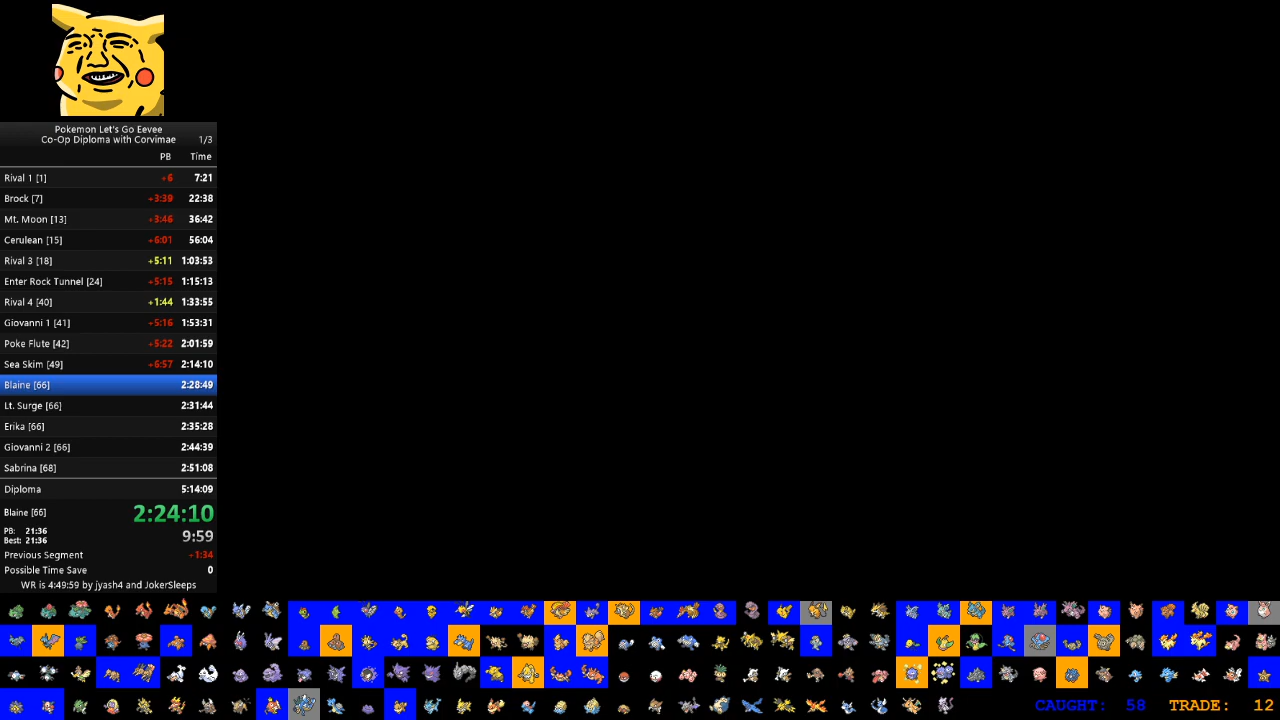 Pokemon Let's Go Eevee
Co-Op Diploma with Corvimae 1/3
PB Time
Rival 1 [1] +6 7:21
Brock [7] +3:39 22:38
Mt. Moon [13] +3:46 36:42
Cerulean [15] +6:01 56:04
Rival 3 [18] +5:11 1:03:53
Enter Rock Tunnel [24] +5:15 1:15:13
Rival 4 [40] +1:44 1:33:55
Giovanni 1 [41] +5:16 1:53:31
Poke Flute [42] +5:22 2:01:59
Sea Skim [49] +6:57 2:14:10
Blaine [66] 2:28:49
Lt. Surge [66] 2:31:44
Erika [66] 2:35:28
Giovanni 2 [66] 2:44:39
Sabrina [68] 2:51:08
Diploma 5:14:09
Blaine [66] 2:24:10
PB: 21:36
Best: 21:36 9:59
Previous Segment +1:34
Possible Time Save 0
WR is 4:49:59 by jyash4 and JokerSleeps
CAUGHT: 58 TRADE: 12